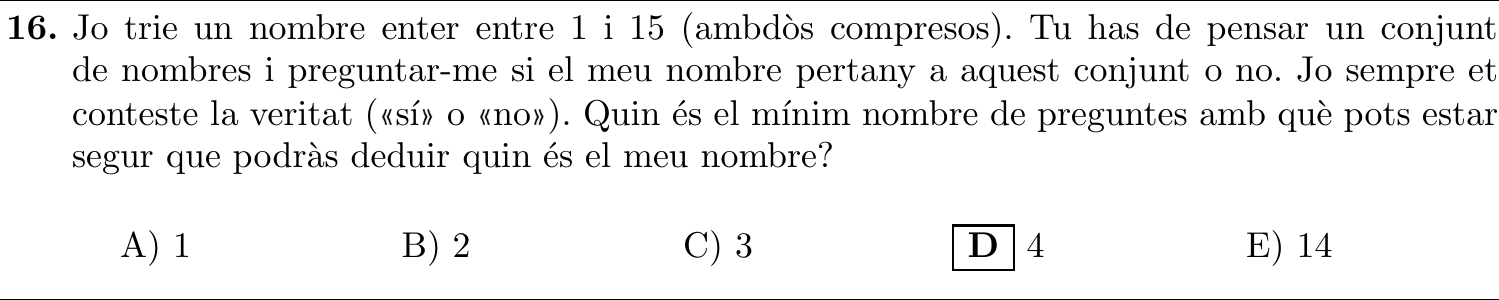 16. Jo trie un nombre enter entre 1 i 15 (ambdòs compresos). Tu has de pensar un conjunt
de nombres i preguntar-me si el meu nombre pertany a aquest conjunt o no. Jo sempre et
conteste la veritat («sí» o «no»). Quin és el mínim nombre de preguntes amb què pots estar
segur que podràs deduir quin és el meu nombre?
A) 1 B) 2 C) 3 D 4 E) 14